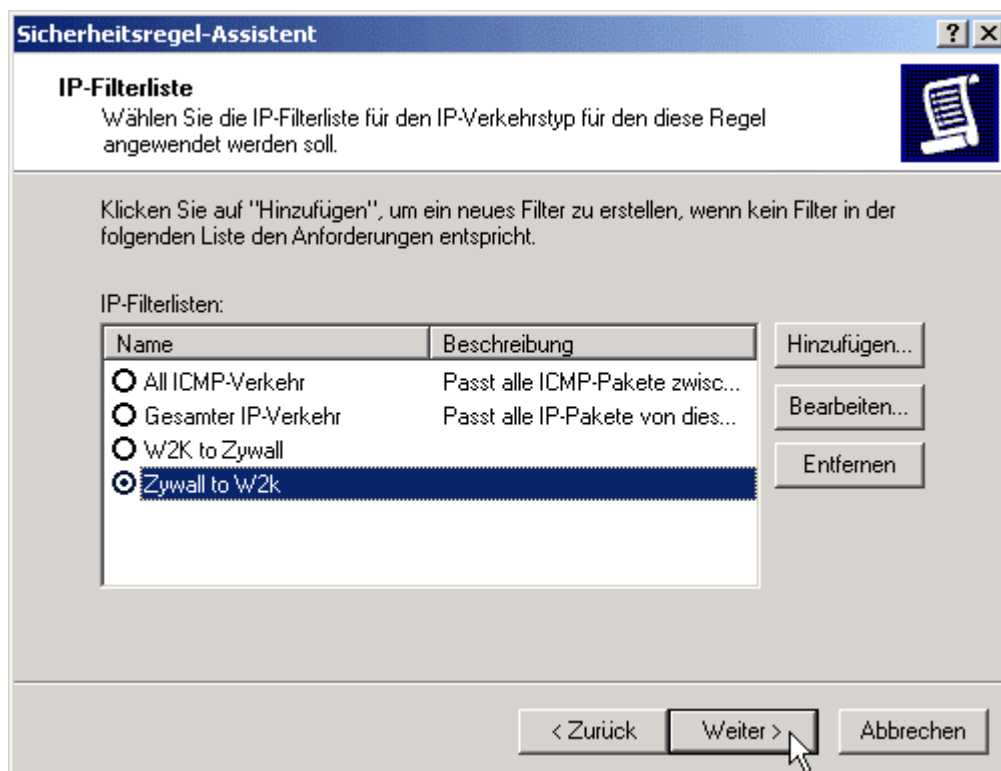 Sicherheitsregel-Assistent
IP-Filterliste
Wählen Sie die IP-Filterliste für den IP-Verkehrstyp für den diese Regel
angewendet werden soll.
Klicken Sie auf "Hinzufügen", um ein neues Filter zu erstellen, wenn kein Filter in der
folgenden Liste den Anforderungen entspricht.
IP-Filterlisten:
Name Beschreibung
All ICMP-Verkehr Passt alle ICMP-Pakete zwisc...
Gesamter IP-Verkehr Passt alle IP-Pakete von dies...
W2K to Zywall
Zywall to W2k
Hinzufügen...
Bearbeiten...
Entfernen
< Zurück Weiter > Abbrechen